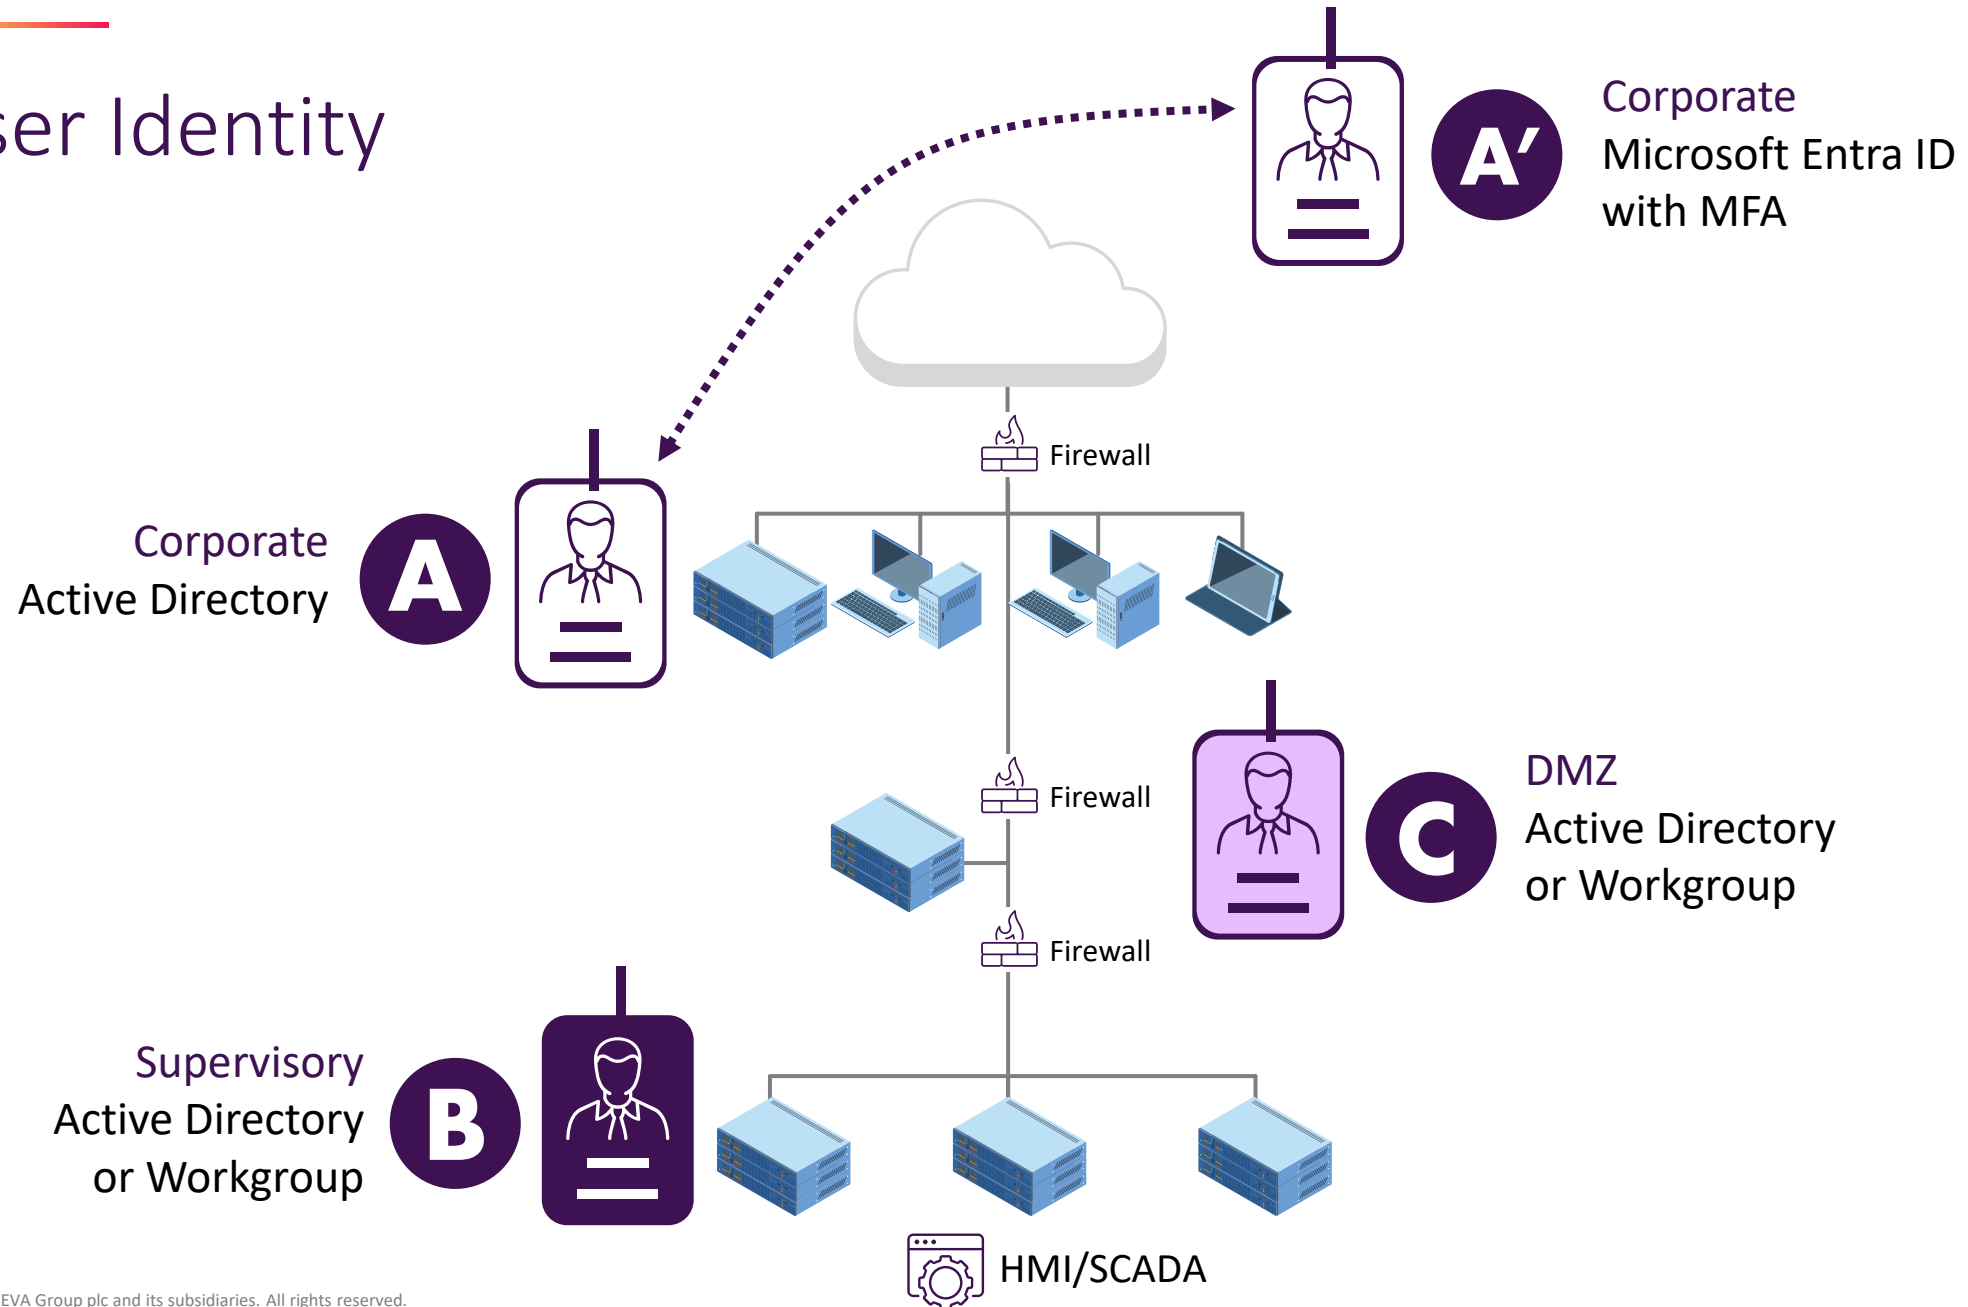 ser Identity
Corporate
Microsoft Entra ID
with MFA
A′
Firewall
Corporate
Active Directory
A
Firewall
DMZ
Active Directory
or Workgroup
C
Firewall
Supervisory
Active Directory
or Workgroup
B
HMI/SCADA
EVA Group plc and its subsidiaries. All rights reserved.